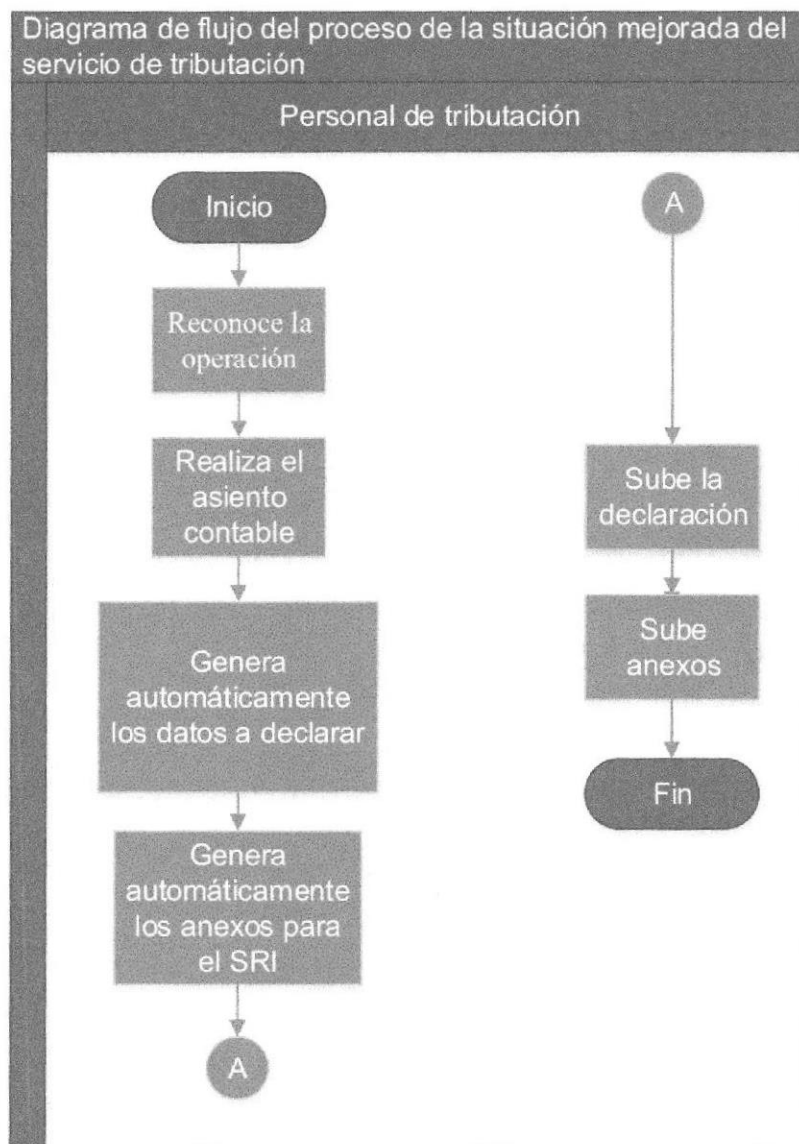 Diagrama de flujo del proceso de la situación mejorada del
servicio de tributación
Personal de tributación
Inicio
Reconoce la
operación
Realiza el
asiento
contable
Genera
automáticamente
los datos a declarar
Genera
automáticamente
los anexos para
el SRI
A
A
Sube la
declaración
Sube
anexos
Fin